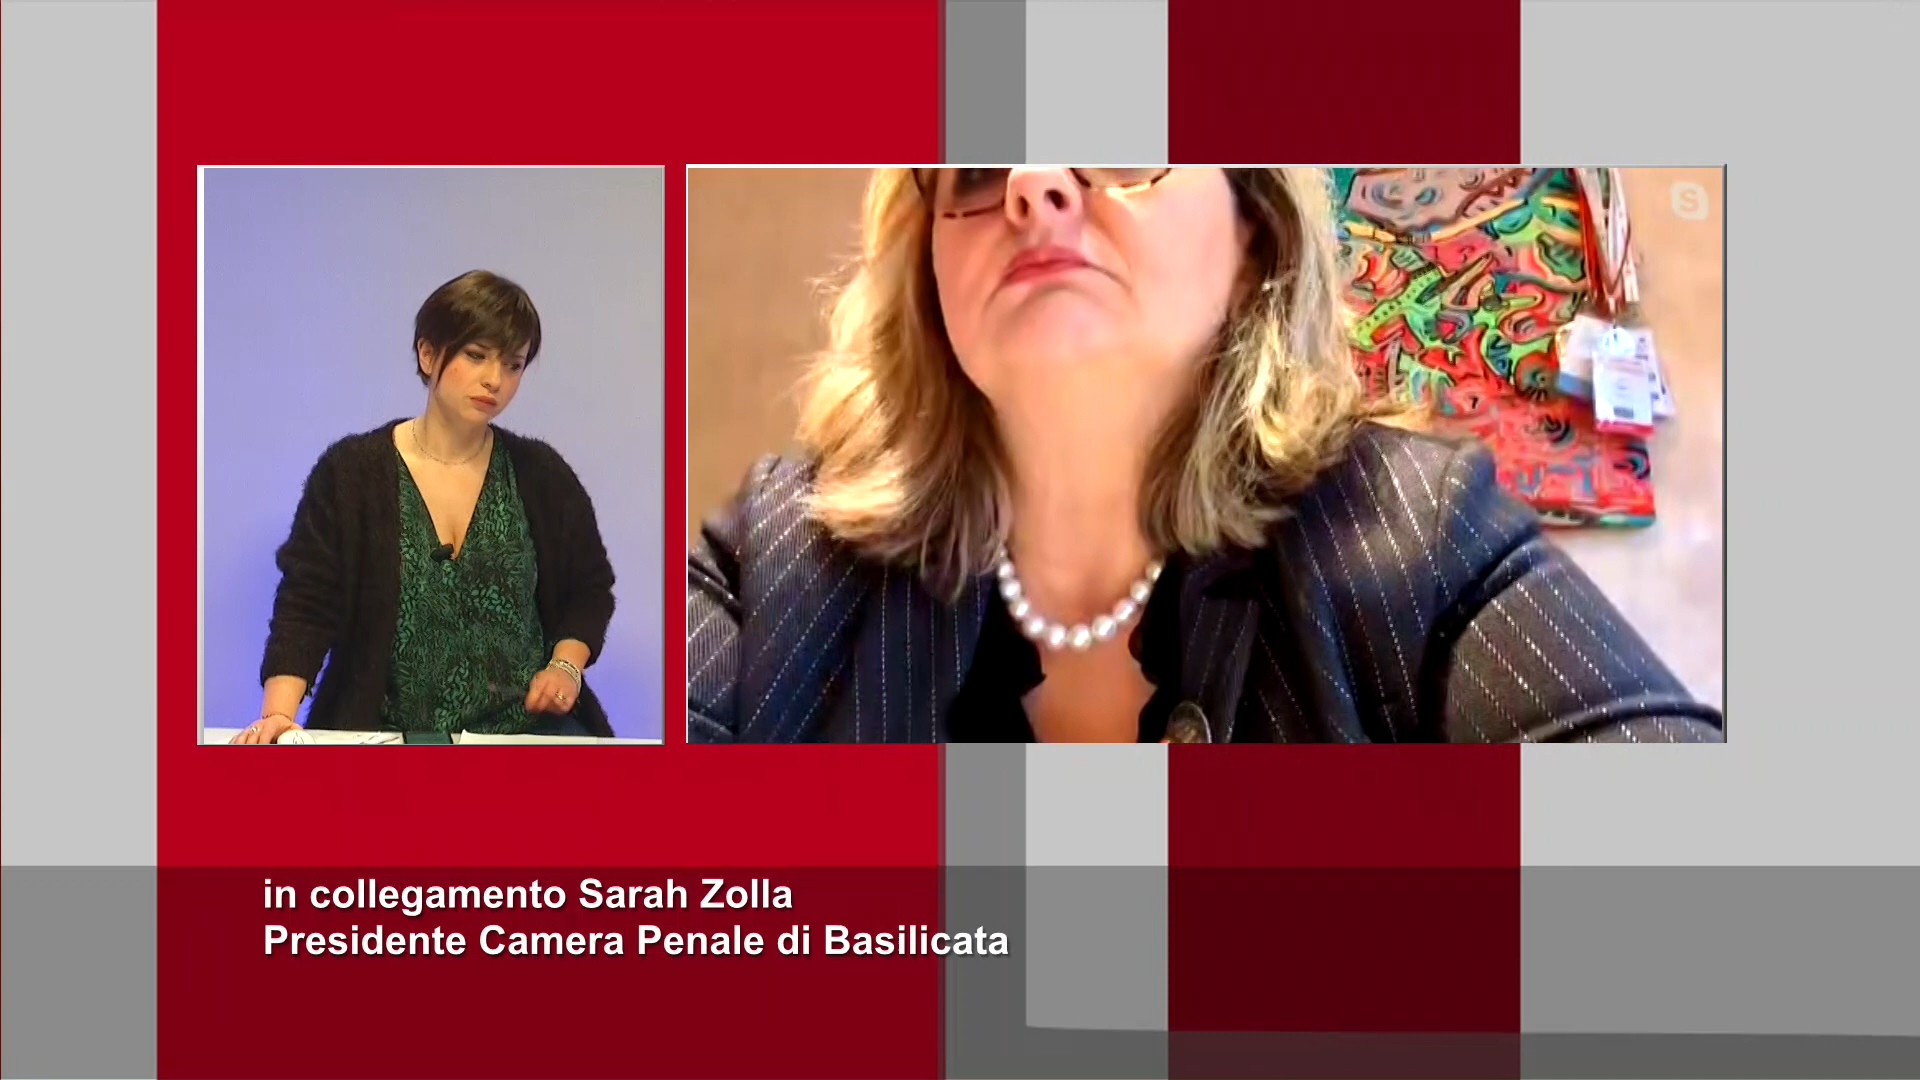 in collegamento Sarah Zolla
Presidente Camera Penale di Basilicata